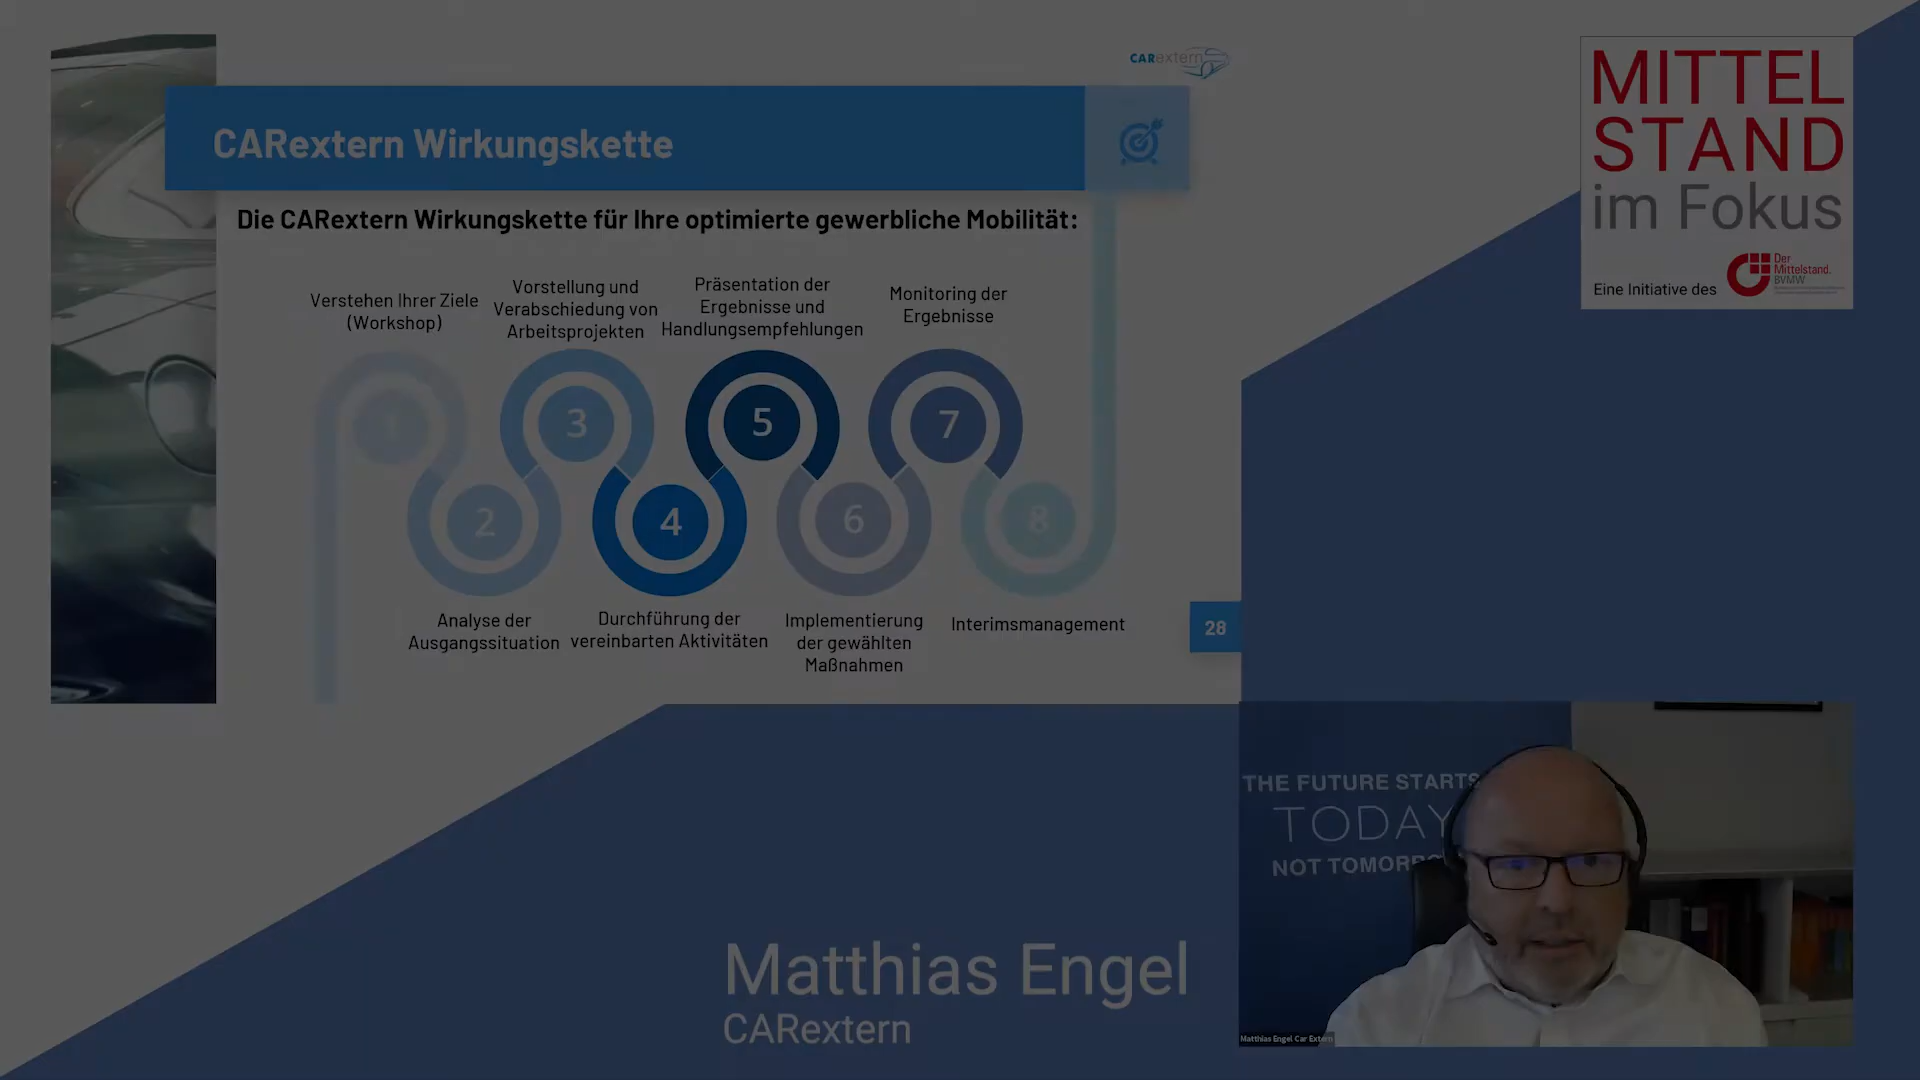 CARextern
CARextern Wirkungskette
Die CARextern Wirkungskette für Ihre optimierte gewerbliche Mobilität:
Verstehen Ihrer Ziele
(Workshop)
Vorstellung und
Verabschiedung von
Arbeitsprojekten
Präsentation der
Ergebnisse und
Handlungsempfehlungen
Monitoring der
Ergebnisse
1
3
5
7
2
4
6
8
Analyse der
Ausgangssituation
Durchführung der
vereinbarten Aktivitäten
Implementierung
der gewählten
Maßnahmen
Interimsmanagement
28
MITTEL
STAND
im Fokus
Eine Initiative des
Der
Mittelstand.
BVMW
THE FUTURE STARTS
TODAY
NOT TOMORRO
Matthias Engel Car Extern
Matthias Engel
CARextern